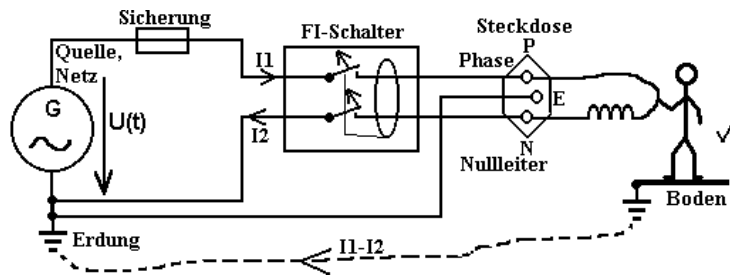 Sicherung
FI-Schalter
Steckdose
P
Quelle,
Netz
I1
Phase
G
E
U(t)
I2
N
Nullleiter
Boden
Erdung
I1-I2